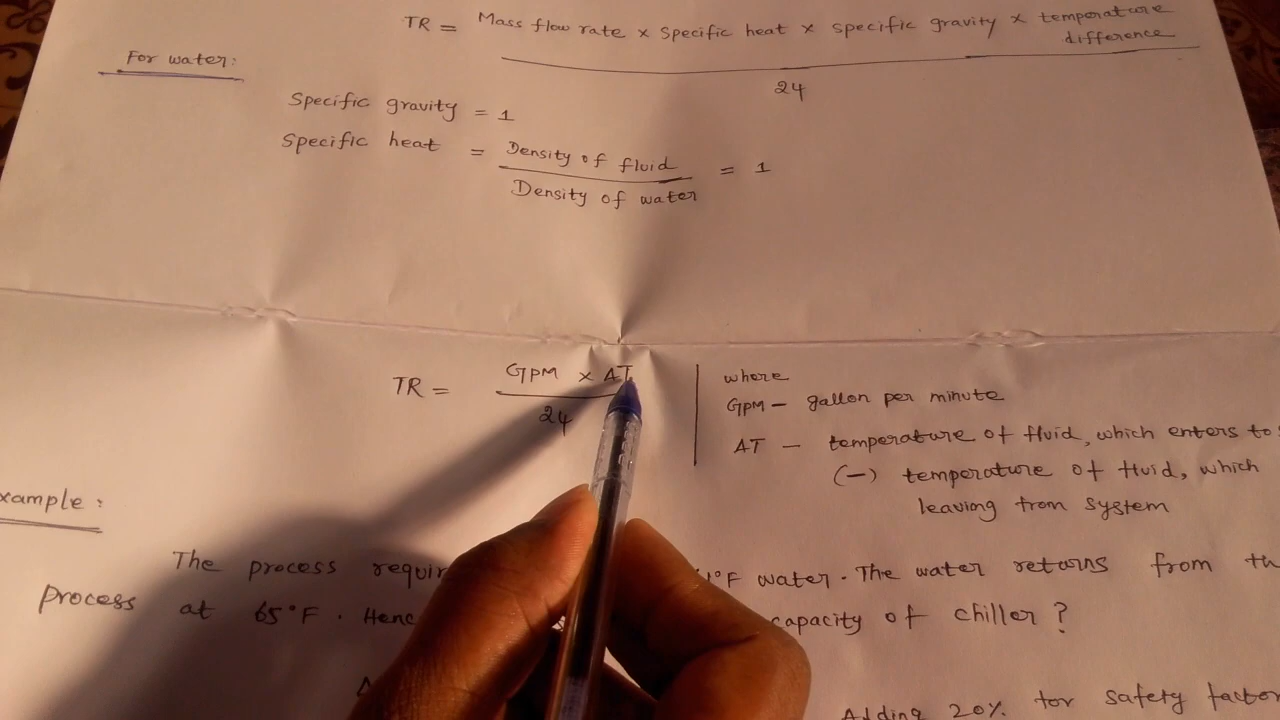 TR = Mass flow rate x Specific heat x specific gravity x temperature difference
24
For water:
Specific gravity = 1
Specific heat = Density of fluid = 1
Density of water
TR = GPM x ΔT
24
where
GPM - gallon per minute
ΔT - temperature of fluid, which enters to
(-) temperature of fluid, which
leaving from system
xample:
The process requir °F water. The water returns from th
process at 65°F. Henc capacity of chiller?
Adding 20% for safety factor